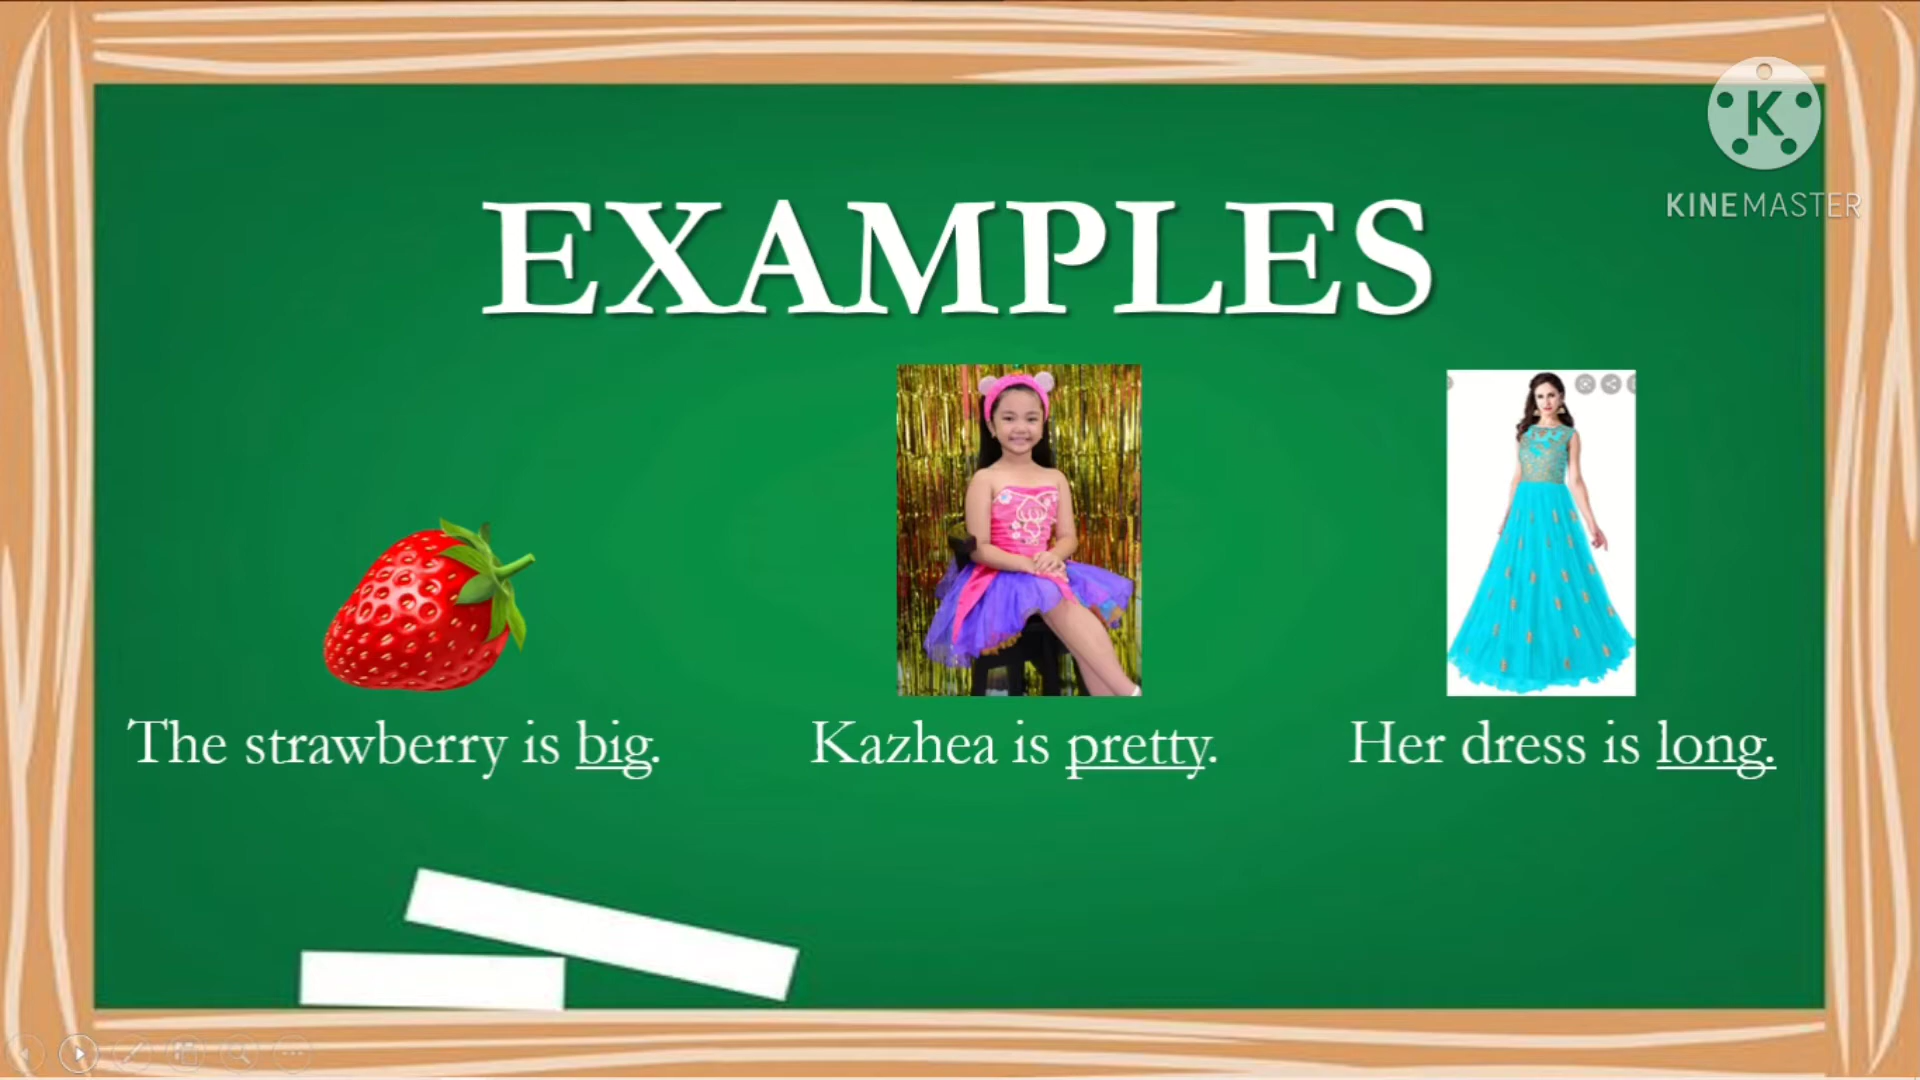 K
KINEMASTER
EXAMPLES
The strawberry is big.
Kazhea is pretty.
Her dress is long.